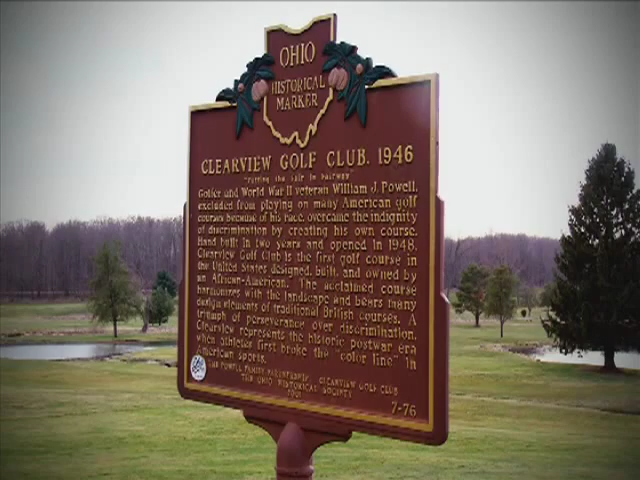 OHIO
HISTORICAL
MARKER
CLEARVIEW GOLF CLUB, 1946
"Putting the Fair in Fairway"
Golfer and World War II veteran William J. Powell,
excluded from playing on many American golf
courses because of his race, overcame the indignity
of discrimination by creating his own course.
Hand built in two years and opened in 1948,
Clearview Golf Club is the first golf course in
the United States designed, built, and owned by
an African-American. The acclaimed course
harmonizes with the landscape and bears many
design elements of traditional British courses. A
triumph of perseverance over discrimination,
Clearview represents the historic postwar era
when athletes first broke the "color line" in
American sports.
THE POWELL FAMILY PARTNERSHIP CLEARVIEW GOLF CLUB
THE OHIO HISTORICAL SOCIETY
7-76